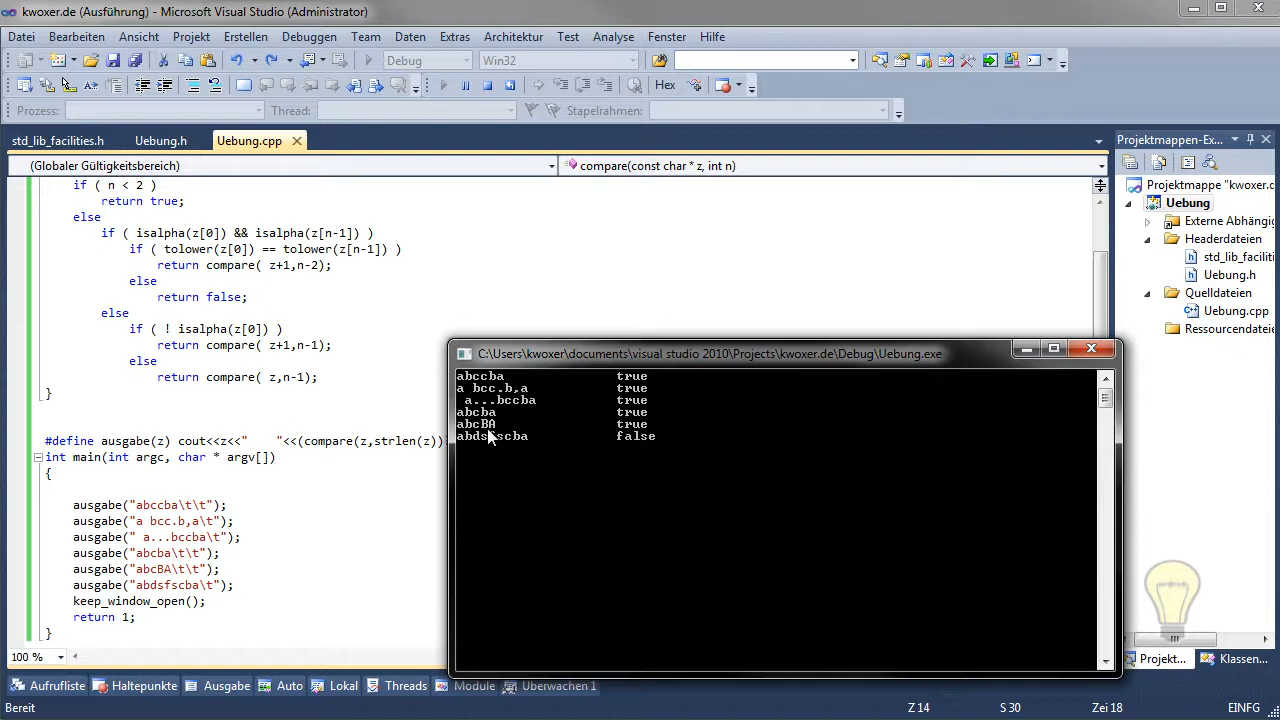 kwoxer.de (Ausführung) - Microsoft Visual Studio (Administrator)
Datei Bearbeiten Ansicht Projekt Erstellen Debuggen Team Daten Extras Architektur Test Analyse Fenster Hilfe
Debug Win32
Hex
Prozess: Thread: Stapelrahmen:
std_lib_facilities.h Uebung.h Uebung.cpp
(Globaler Gültigkeitsbereich) compare(const char * z, int n)
if ( n < 2 )
return true;
else
if ( isalpha(z[0]) && isalpha(z[n-1]) )
if ( tolower(z[0]) == tolower(z[n-1]) )
return compare( z+1,n-2);
else
return false;
else
if ( ! isalpha(z[0]) )
return compare( z+1,n-1);
else
return compare( z,n-1);
}
#define ausgabe(z) cout<<z<<"    "<<(compare(z,strlen(z))
int main(int argc, char * argv[])
{
ausgabe("abccba\t\t");
ausgabe("a bcc.b,a\t");
ausgabe(" a...bccba\t");
ausgabe("abcba\t\t");
ausgabe("abcBA\t\t");
ausgabe("abdsfscba\t");
keep_window_open();
return 1;
}
100 %
C:\Users\kwoxer\documents\visual studio 2010\Projects\kwoxer.de\Debug\Uebung.exe
abccba true
a bcc.b,a true
a...bccba true
abcba true
abcBA true
abdsfscba false
Projektmappen-Ex...
Projektmappe "kwoxer.d
Uebung
Externe Abhängig
Headerdateien
std_lib_faciliti
Uebung.h
Quelldateien
Uebung.cpp
Ressourcendateie
Projekt... Klassen...
Aufrufliste Haltepunkte Ausgabe Auto Lokal Threads Module Überwachen 1
Bereit Z 14 S 30 Zei 18 EINFG